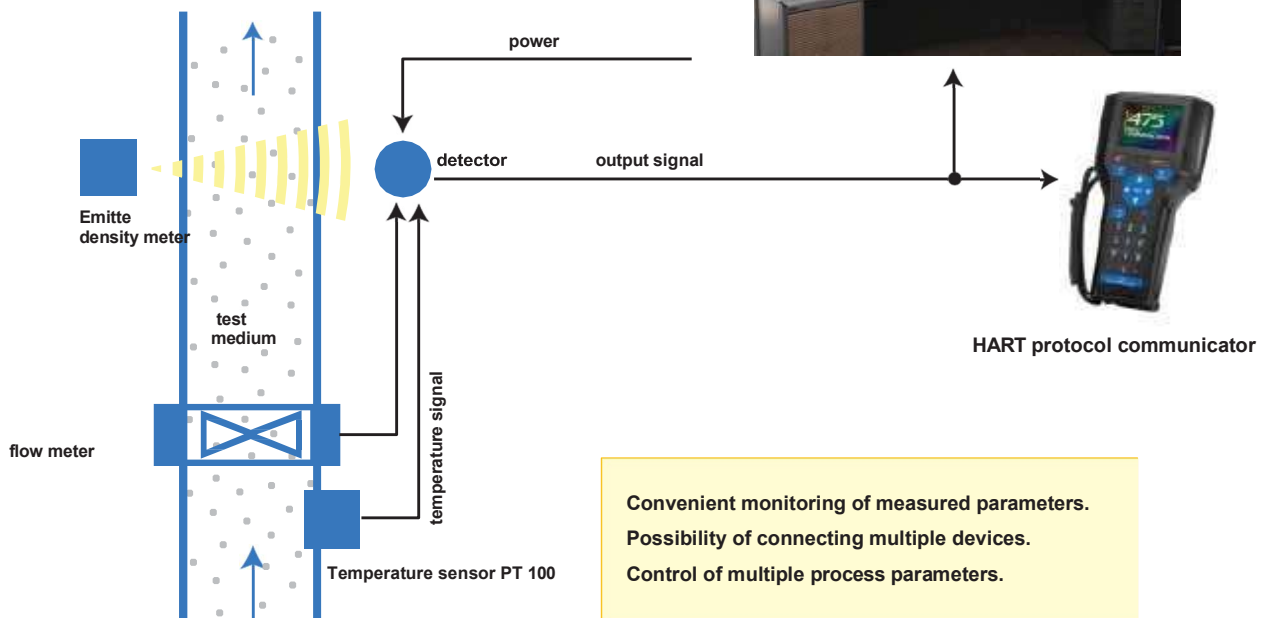 power
detector
output signal
Emitte
density meter
475
test
medium
HART protocol communicator
temperature signal
flow meter
Temperature sensor PT 100
Convenient monitoring of measured parameters.
Possibility of connecting multiple devices.
Control of multiple process parameters.